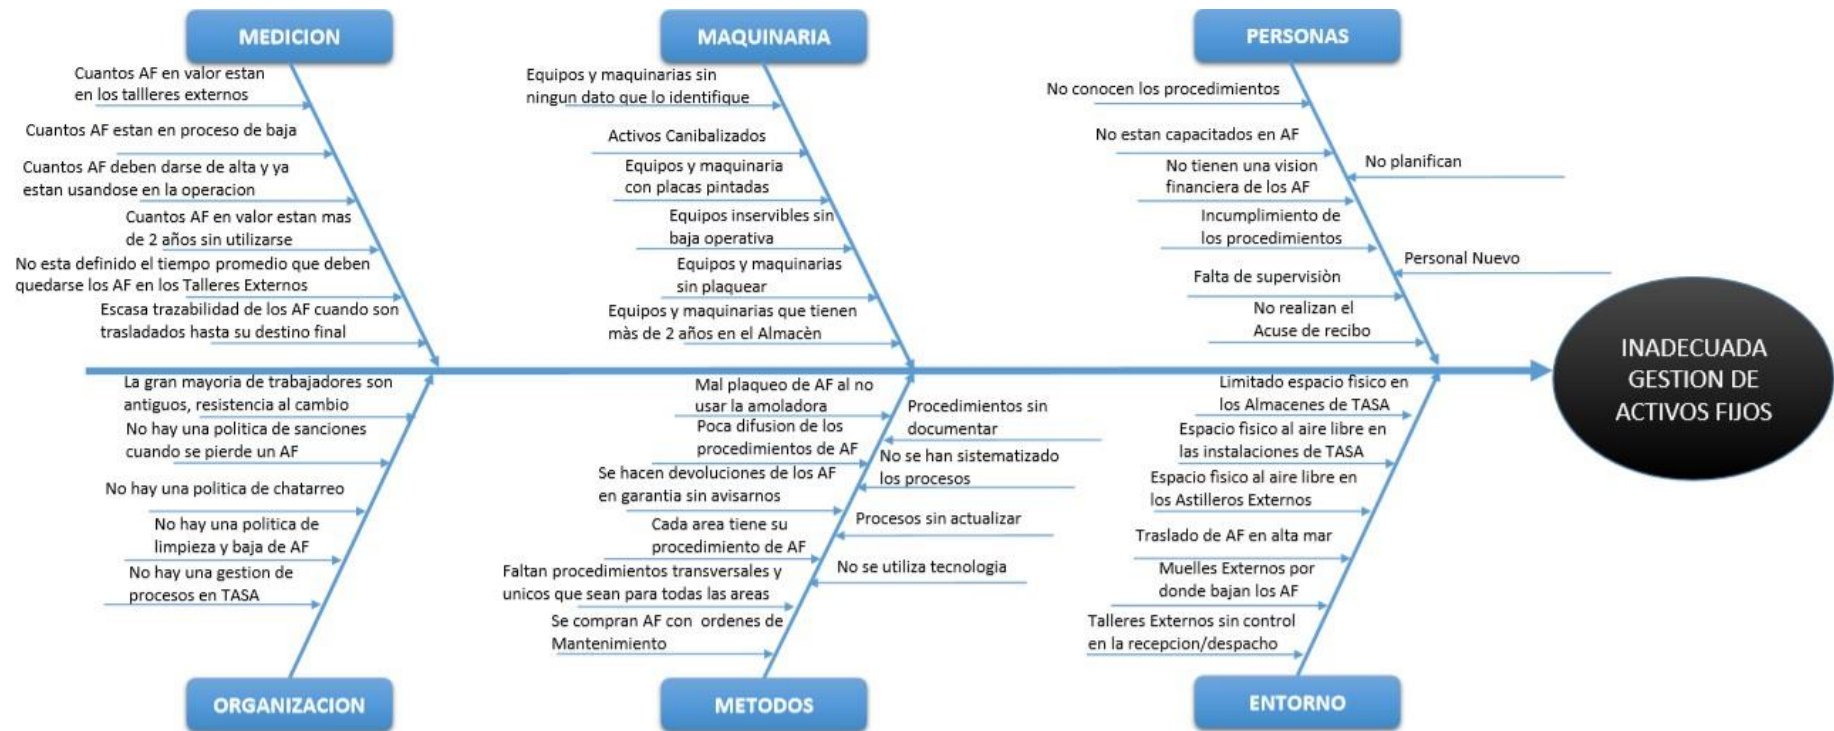 MEDICION
Cuantos AF en valor estan
en los tallleres externos
Cuantos AF estan en proceso de baja
Cuantos AF deben darse de alta y ya
estan usandose en la operacion
Cuantos AF en valor estan mas
de 2 años sin utilizarse
No esta definido el tiempo promedio que deben
quedarse los AF en los Talleres Externos
Escasa trazabilidad de los AF cuando son
trasladados hasta su destino final
MAQUINARIA
Equipos y maquinarias sin
ningun dato que lo identifique
Activos Canibalizados
Equipos y maquinaria
con placas pintadas
Equipos inservibles sin
baja operativa
Equipos y maquinarias
sin plaquear
Equipos y maquinarias que tienen
màs de 2 años en el Almacèn
PERSONAS
No conocen los procedimientos
No estan capacitados en AF
No tienen una vision
financiera de los AF
Incumplimiento de
los procedimientos
Falta de supervisiòn
No realizan el
Acuse de recibo
No planifican
Personal Nuevo
INADECUADA
GESTION DE
ACTIVOS FIJOS
La gran mayoria de trabajadores son
antiguos, resistencia al cambio
No hay una politica de sanciones
cuando se pierde un AF
No hay una politica de chatarreo
No hay una politica de
limpieza y baja de AF
No hay una gestion de
procesos en TASA
ORGANIZACION
Mal plaqueo de AF al no
usar la amoladora
Poca difusion de los
procedimientos de AF
Se hacen devoluciones de los AF
en garantia sin avisarnos
Cada area tiene su
procedimiento de AF
Faltan procedimientos transversales y
unicos que sean para todas las areas
Se compran AF con ordenes de
Mantenimiento
Procedimientos sin
documentar
No se han sistematizado
los procesos
Procesos sin actualizar
No se utiliza tecnologia
METODOS
Limitado espacio fisico en
los Almacenes de TASA
Espacio fisico al aire libre en
las instalaciones de TASA
Espacio fisico al aire libre en
los Astilleros Externos
Traslado de AF en alta mar
Muelles Externos por
donde bajan los AF
Talleres Externos sin control
en la recepcion/despacho
ENTORNO